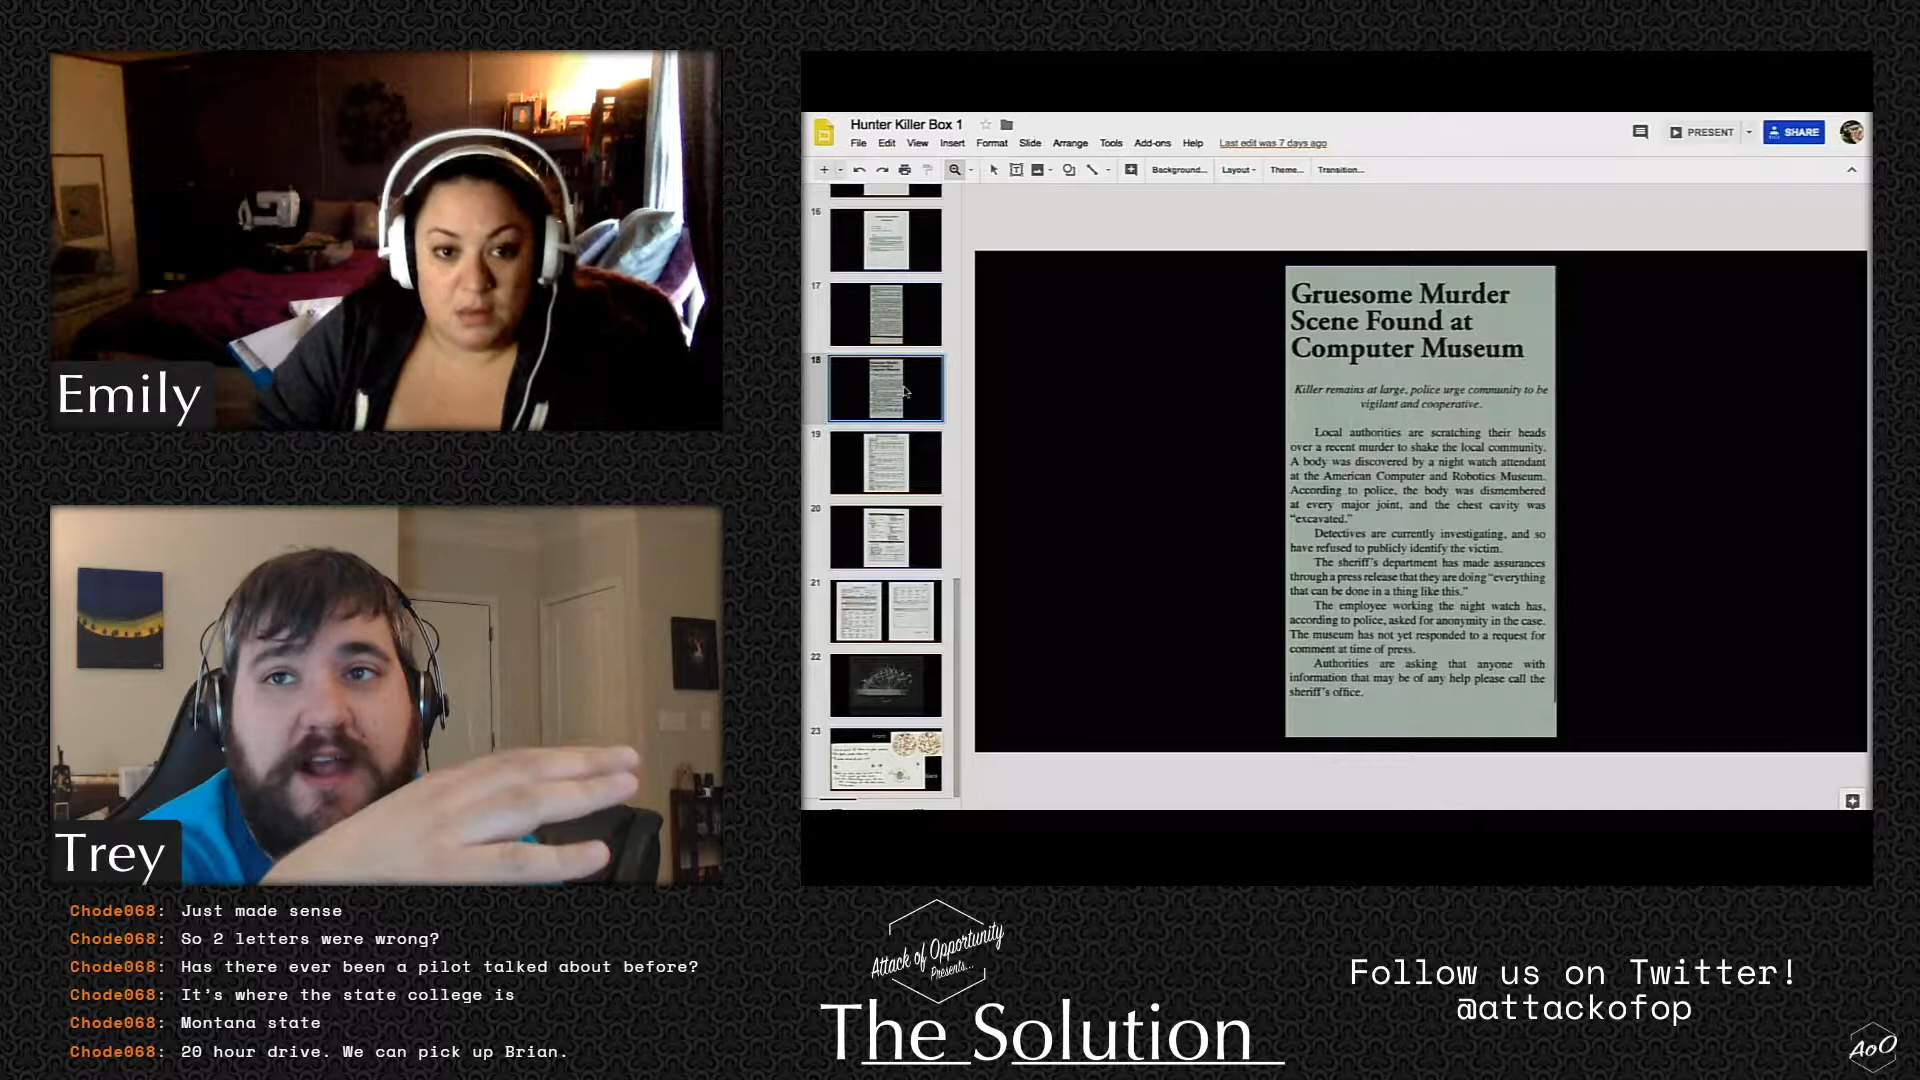 Emily
Trey
Chode068: Just made sense
Chode068: So 2 letters were wrong?
Chode068: Has there ever been a pilot talked about before?
Chode068: It's where the state college is
Chode068: Montana state
Chode068: 20 hour drive. We can pick up Brian.
Hunter Killer Box 1
PRESENT
SHARE
File Edit View Insert Format Slide Arrange Tools Add-ons Help Last edit was 7 days ago
Background... Layout Theme... Transition...
16
17
18
19
20
21
22
23
Gruesome Murder
Scene Found at
Computer Museum
Killer remains at large, police urge community to be
vigilant and cooperative.
Local authorities are scratching their heads
over a recent murder to shake the local community.
A body was discovered by a night watch attendant
at the American Computer and Robotics Museum.
According to police, the body was dismembered
at every major joint, and the chest cavity was
“excavated.”
Detectives are currently investigating, and so
have refused to publicly identify the victim.
The sheriff's department has made assurances
through a press release that they are doing “everything
that can be done in a thing like this.”
The employee working the night watch has,
according to police, asked for anonymity in the case.
The museum has not yet responded to a request for
comment at time of press.
Authorities are asking that anyone with
information that may be of any help please call the
sheriff's office.
Attack of Opportunity
Presents...
The Solution
Follow us on Twitter!
@attackofop
AoO